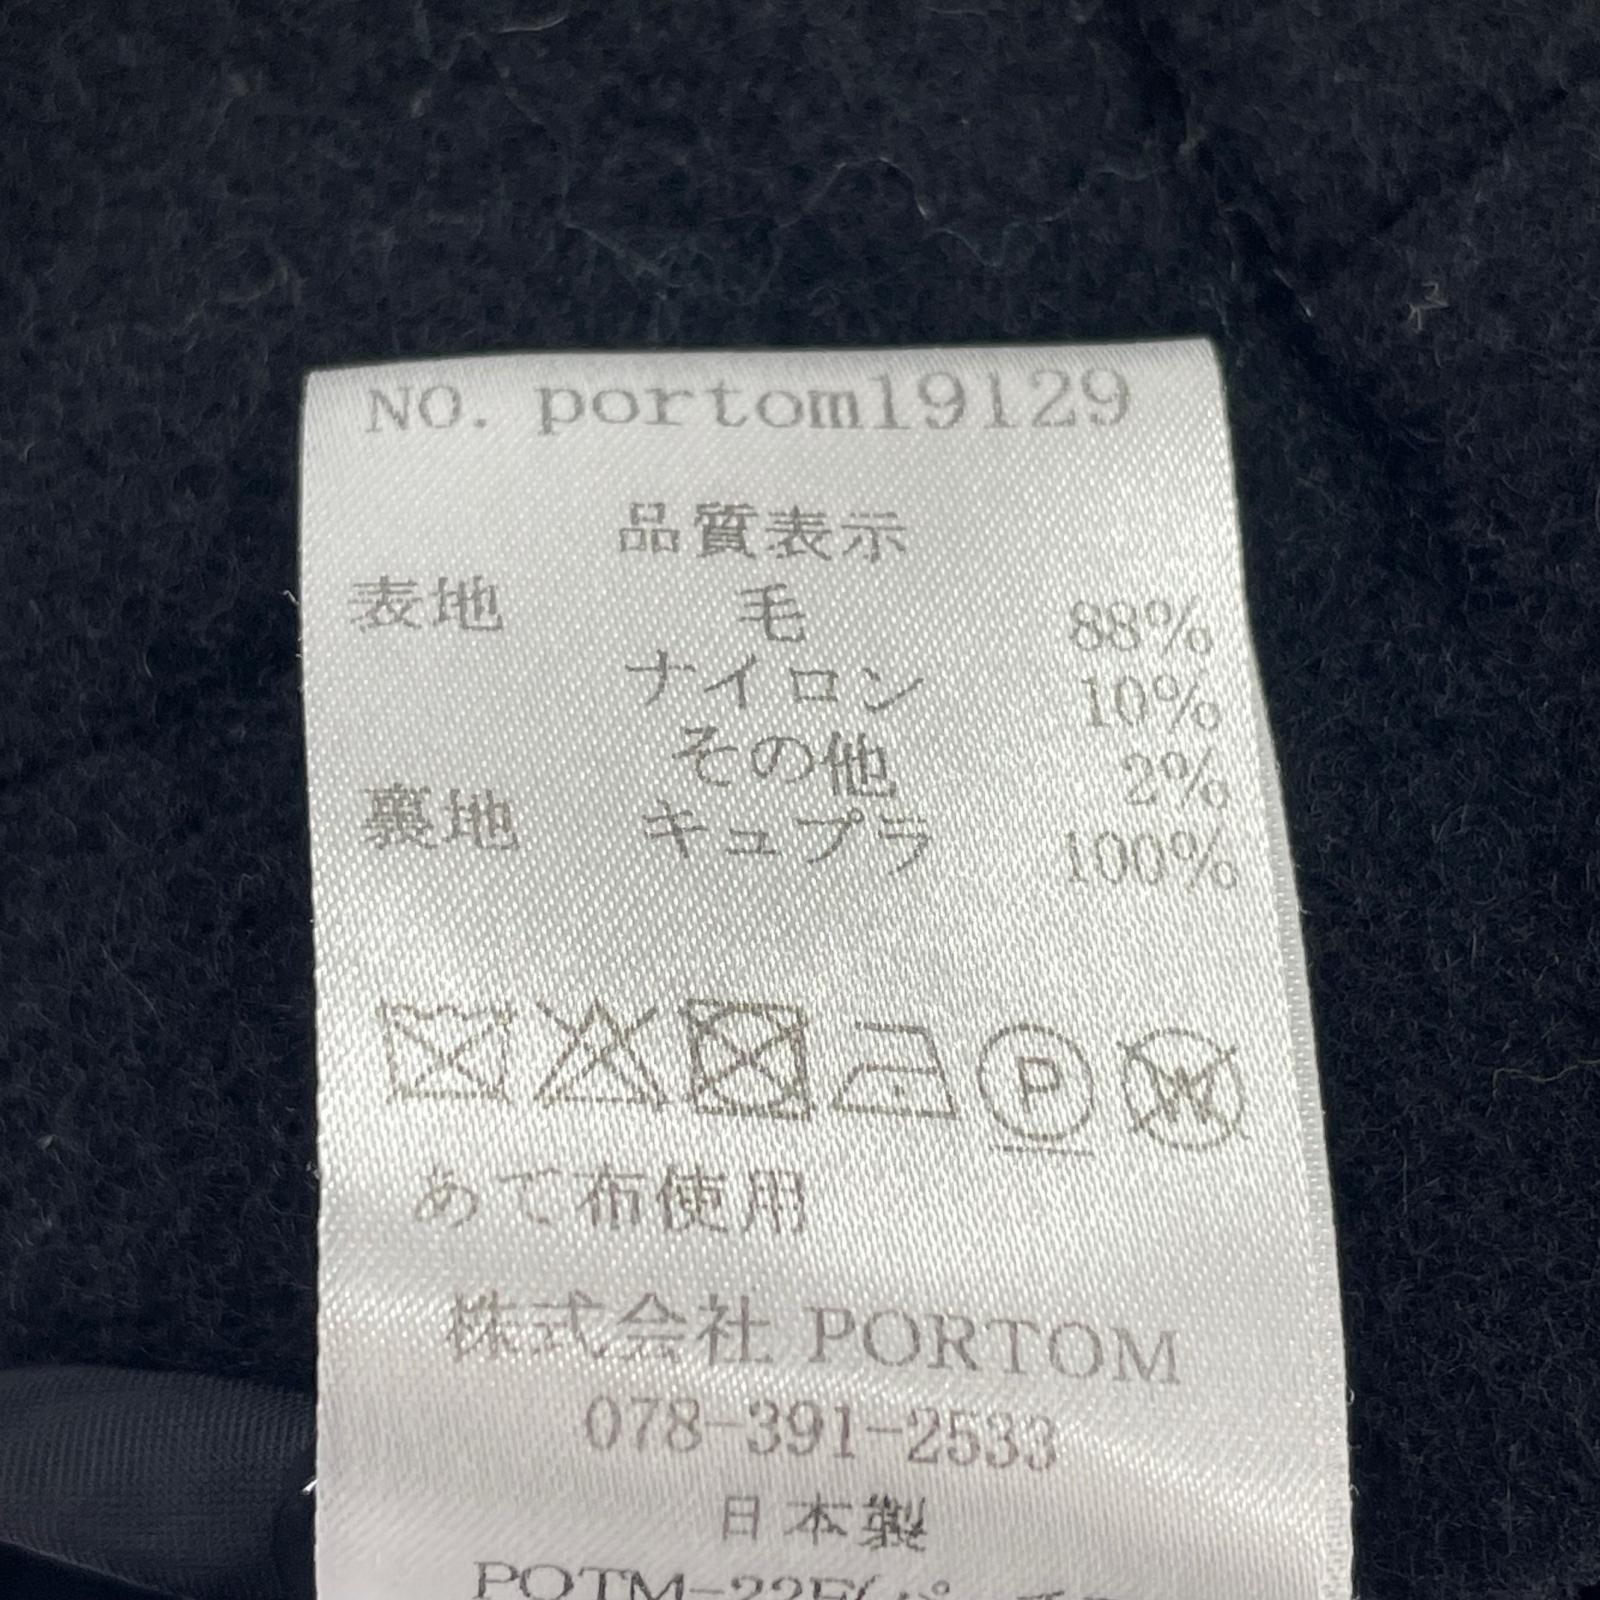 NO. portom19129
品質表示
表地 毛 88%
ナイロン 10%
その他 2%
裏地 キュプラ 100%
P W
あて布使用
株式会社 PORTOM
078-391-2533
日本製